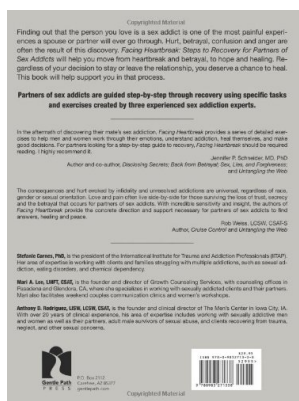 Copyrighted Material
Finding out that the person you love is a sex addict is one of the most painful experi-
ences a spouse or partner will ever go through. Hurt, betrayal, confusion and anger are
often the result of this discovery. Facing Heartbreak: Steps to Recovery for Partners of
Sex Addicts will help you move from heartbreak and betrayal, to hope and healing. Re-
gardless of your decision to stay or leave the relationship, you deserve a chance to heal.
This book will help support you in that process.
Partners of sex addicts are guided step-by-step through recovery using specific tasks
and exercises created by three experienced sex addiction experts.
In the aftermath of discovering their mate's sex addiction, Facing Heartbreak provides a series of detailed exer-
cises to help men and women work through their emotions, understand addiction, heal themselves, and make
good decisions. For partners looking for a step-by-step guide to recovery, Facing Heartbreak should be required
reading. I highly recommend it.
Jennifer P. Schneider, MD, PhD
Author and co-author, Disclosing Secrets; Back from Betrayal; Sex, Lies, and Forgiveness;
and Untangling the Web
The consequences and hurt evoked by infidelity and unresolved addictions are universal, regardless of race,
gender or sexual orientation. Love and pain often live side-by-side for those surviving the loss of trust, worry
and the betrayal that occurs for partners of sex addicts. With incredible sensitivity and insight, the authors of
Facing Heartbreak provide the concrete direction and support necessary for partners of sex addicts to find
answers, healing and peace.
Rob Weiss, LCSW, CSAT-S
Author, Cruise Control and Untangling the Web
Stefanie Carnes, PhD, is the president of the International Institute for Trauma and Addiction Professionals (IITAP).
Her area of expertise is working with clients and families struggling with multiple addictions, such as sexual ad-
diction, eating disorders, and chemical dependency.
Mari A. Lee, LMFT, CSAT, is the founder and director of Growth Counseling Services, with counseling offices in
Pasadena and Glendora, CA, where she specializes in working with sexually addicted clients and their partners.
Mari also facilitates weekend couples communication clinics and women's workshops.
Anthony D. Rodriguez, LISW, LCSW, CSAT, is the founder and clinical director of The Men's Center in Iowa City, IA.
With over 20 years of clinical experience, his area of expertise includes working with sexually addictive men
and women as well as their partners, adult male survivors of sexual abuse, and clients recovering from trauma,
neglect, and other sexual concerns.
Gentle Path
PRESS
Carefree, AZ 85377
gentlepath.com
Copyrighted Material